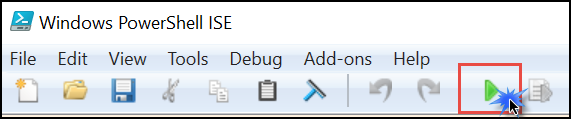 Windows PowerShell ISE
File Edit View Tools Debug Add-ons Help